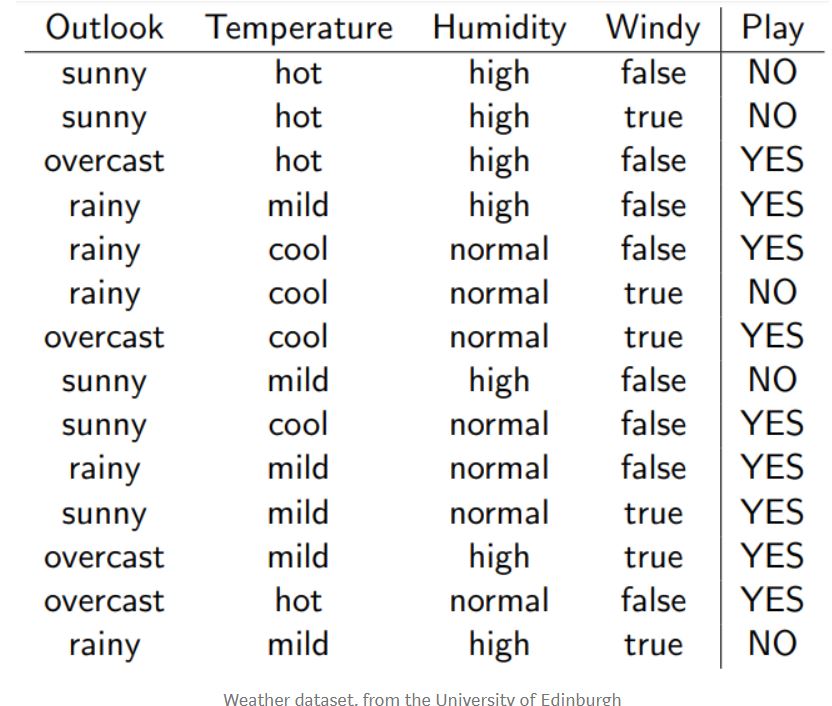 Outlook Temperature Humidity Windy Play
sunny hot high false NO
sunny hot high true NO
overcast hot high false YES
rainy mild high false YES
rainy cool normal false YES
rainy cool normal true NO
overcast cool normal true YES
sunny mild high false NO
sunny cool normal false YES
rainy mild normal false YES
sunny mild normal true YES
overcast mild high true YES
overcast hot normal false YES
rainy mild high true NO
Weather dataset, from the University of Edinburgh